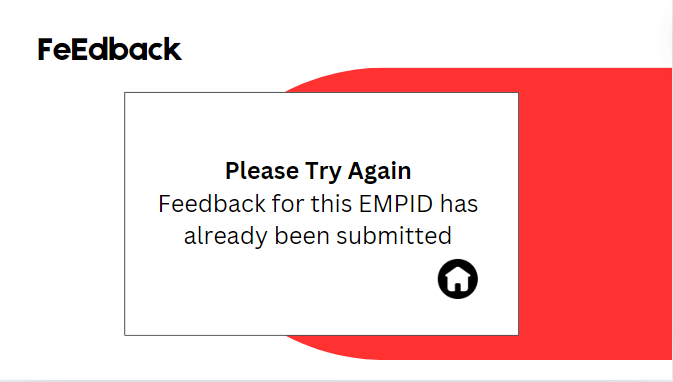 FeEdback
Please Try Again
Feedback for this EMPID has
already been submitted